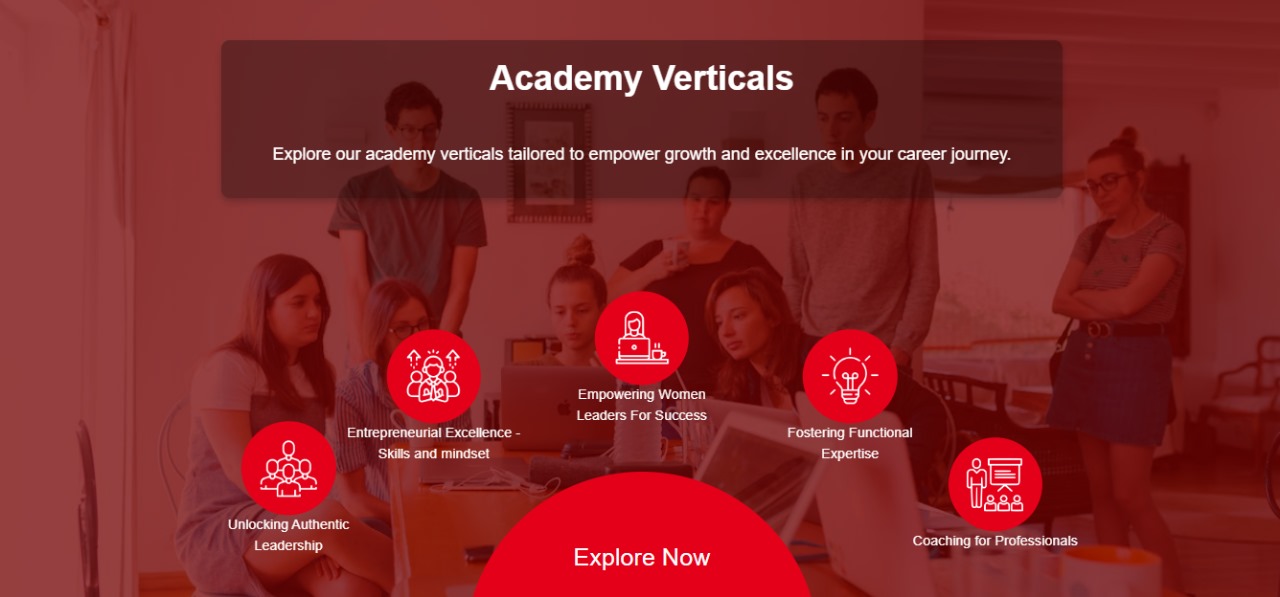 Academy Verticals
Explore our academy verticals tailored to empower growth and excellence in your career journey.
Unlocking Authentic
Leadership
Entrepreneurial Excellence -
Skills and mindset
Empowering Women
Leaders For Success
Fostering Functional
Expertise
Coaching for Professionals
Explore Now